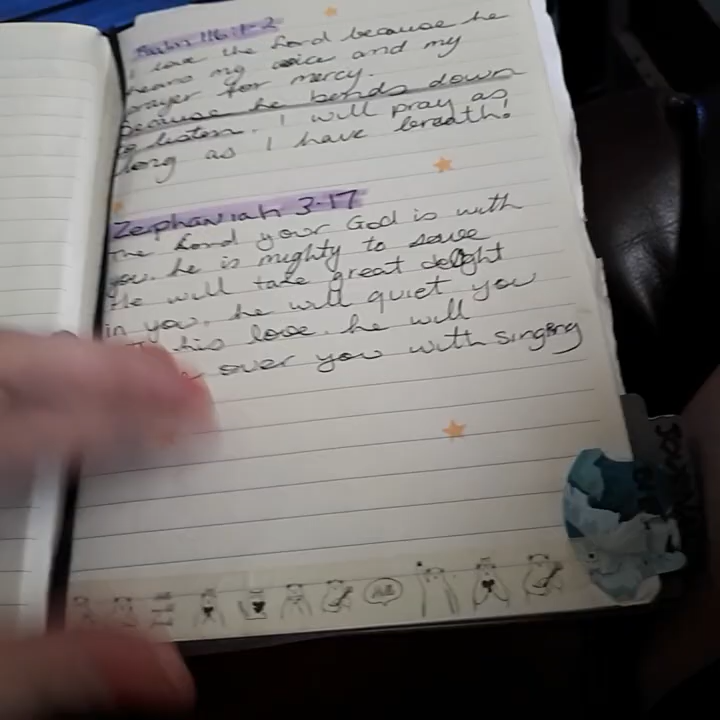 Psalm 116:1-2
I love the Lord because he
hears my voice and my
prayer for mercy.
because he bends down
to listen. I will pray as
long as I have breath!
Zephaniah 3-17
The Lord your God is with
you. he is mighty to save
He will take great delight
in you. he will quiet you
his love. he will
over you with singing